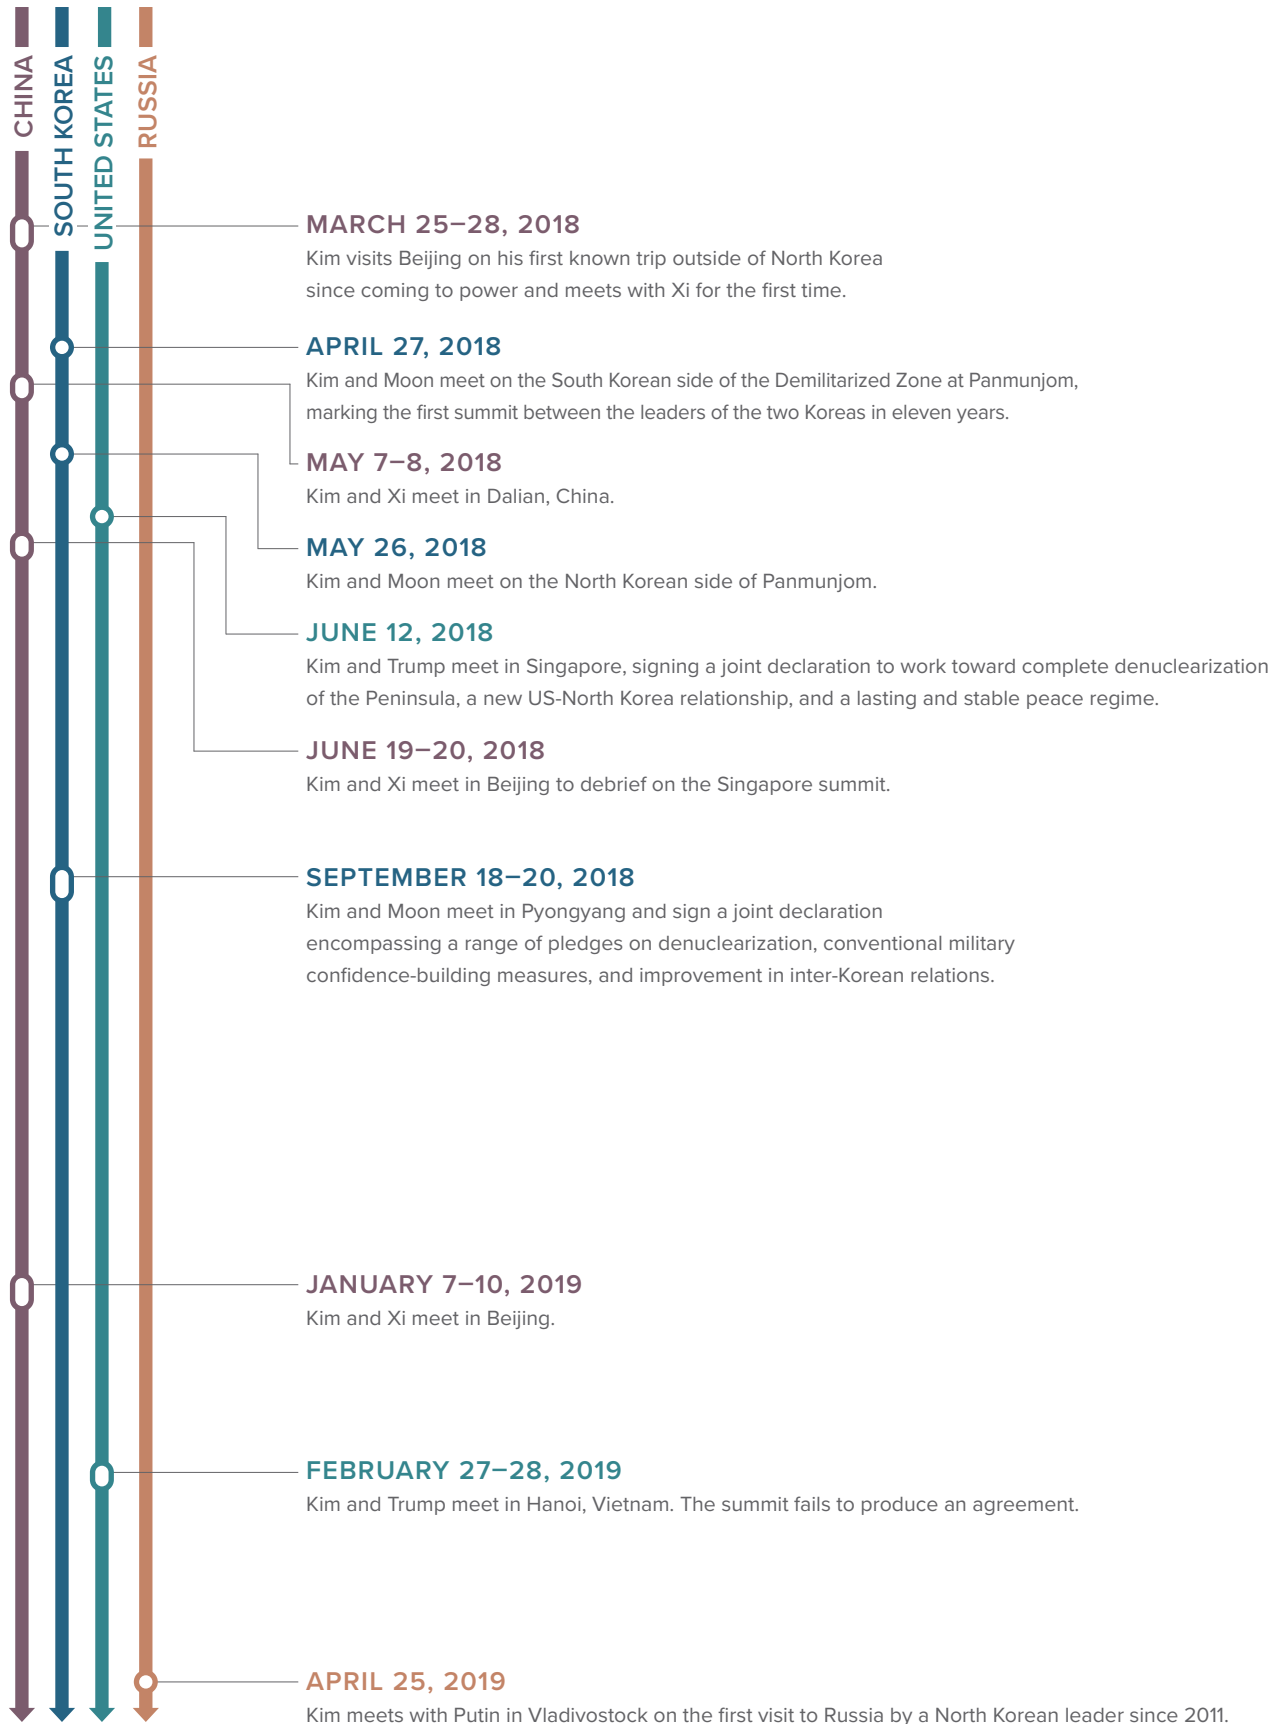 CHINA
SOUTH KOREA
UNITED STATES
RUSSIA
MARCH 25–28, 2018
Kim visits Beijing on his first known trip outside of North Korea
since coming to power and meets with Xi for the first time.
APRIL 27, 2018
Kim and Moon meet on the South Korean side of the Demilitarized Zone at Panmunjom,
marking the first summit between the leaders of the two Koreas in eleven years.
MAY 7–8, 2018
Kim and Xi meet in Dalian, China.
MAY 26, 2018
Kim and Moon meet on the North Korean side of Panmunjom.
JUNE 12, 2018
Kim and Trump meet in Singapore, signing a joint declaration to work toward complete denuclearization
of the Peninsula, a new US-North Korea relationship, and a lasting and stable peace regime.
JUNE 19–20, 2018
Kim and Xi meet in Beijing to debrief on the Singapore summit.
SEPTEMBER 18–20, 2018
Kim and Moon meet in Pyongyang and sign a joint declaration
encompassing a range of pledges on denuclearization, conventional military
confidence-building measures, and improvement in inter-Korean relations.
JANUARY 7–10, 2019
Kim and Xi meet in Beijing.
FEBRUARY 27–28, 2019
Kim and Trump meet in Hanoi, Vietnam. The summit fails to produce an agreement.
APRIL 25, 2019
Kim meets with Putin in Vladivostock on the first visit to Russia by a North Korean leader since 2011.